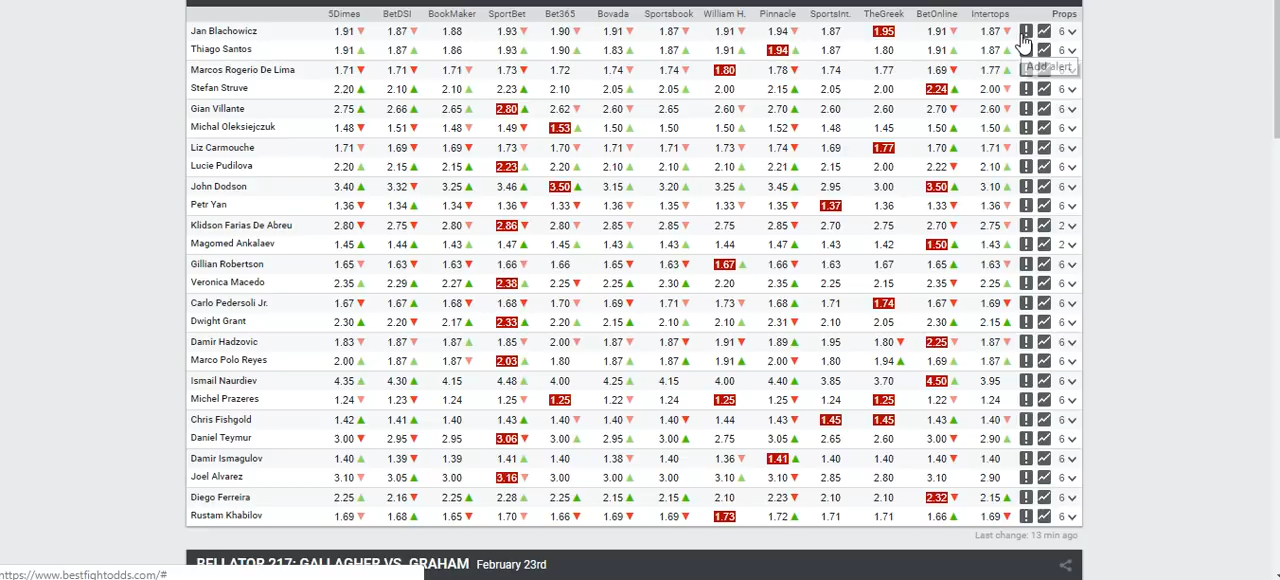 5Dimes BetDSI BookMaker SportBet Bet365 Bovada Sportsbook William H. Pinnacle SportsInt. TheGreek BetOnline Intertops Props
Jan Blachowicz 1.91▼ 1.87▼ 1.88 1.93▼ 1.90▼ 1.91▼ 1.87▼ 1.91▼ 1.94▼ 1.87 1.95 1.91▼ 1.87▼ 6
Thiago Santos 1.91▲ 1.87▲ 1.86 1.93▲ 1.90▲ 1.83▲ 1.87▲ 1.91▲ 1.94▼ 1.87 1.80 1.91▲ 1.87▲ 6
Add alert
Marcos Rogerio De Lima 1.71▼ 1.71▼ 1.71▼ 1.73▼ 1.72 1.74▼ 1.74▼ 1.80 1.78▼ 1.74 1.77 1.69▼ 1.77▲ 6
Stefan Struve 2.20▲ 2.10▲ 2.10▲ 2.23▲ 2.10 2.05▲ 2.05▲ 2.00 2.15▲ 2.05 2.00 2.24▲ 2.00▼ 6
Gian Villante 2.75▲ 2.66▲ 2.65▲ 2.80▲ 2.62▼ 2.60▼ 2.65 2.60▼ 2.70▲ 2.60 2.60 2.70▼ 2.60▼ 6
Michal Oleksiejczuk 1.48▼ 1.51▼ 1.48▼ 1.49▼ 1.53▲ 1.50▲ 1.50 1.50▲ 1.52▼ 1.48 1.45 1.50▲ 1.50▲ 6
Liz Carmouche 1.71▼ 1.69▼ 1.69▼ 1.73▼ 1.70▼ 1.71▼ 1.71▼ 1.73▼ 1.74▼ 1.69 1.77 1.70▲ 1.71▼ 6
Lucie Pudilova 2.20▲ 2.15▲ 2.15▲ 2.23▲ 2.20▲ 2.10▲ 2.10▲ 2.10▲ 2.21▲ 2.15 2.00 2.22▼ 2.10▲ 6
John Dodson 3.40▲ 3.32▼ 3.25▲ 3.46▲ 3.50▲ 3.15▲ 3.20▲ 3.25▲ 3.45▲ 2.95 3.00 3.50▲ 3.10▲ 6
Petr Yan 1.36▼ 1.34▲ 1.34▼ 1.36▼ 1.33▼ 1.36▼ 1.35▼ 1.33▼ 1.35▼ 1.37 1.36 1.33▼ 1.36▼ 6
Klidson Farias De Abreu 2.80▼ 2.75▼ 2.80▼ 2.86▼ 2.80▼ 2.85▼ 2.85▼ 2.75 2.85▼ 2.70 2.75 2.70▼ 2.75▼ 2
Magomed Ankalaev 1.45▲ 1.44▲ 1.43▲ 1.47▲ 1.45▲ 1.43▲ 1.43▲ 1.44 1.47▲ 1.43 1.42 1.50▲ 1.43▲ 2
Gillian Robertson 1.65▼ 1.63▼ 1.63▼ 1.66▼ 1.66 1.65▼ 1.63▼ 1.67▲ 1.66▼ 1.63 1.67 1.65▲ 1.63▼ 6
Veronica Macedo 2.35▲ 2.29▲ 2.27▲ 2.38▲ 2.25▼ 2.25▲ 2.30▲ 2.20 2.35▲ 2.25 2.15 2.35▼ 2.25▲ 6
Carlo Pedersoli Jr. 1.67▼ 1.67▲ 1.68▼ 1.68▼ 1.70▼ 1.69▼ 1.71▼ 1.73▼ 1.68▲ 1.71 1.74 1.67▼ 1.69▼ 6
Dwight Grant 2.30▲ 2.20▼ 2.17▲ 2.33▲ 2.20▲ 2.15▲ 2.10▲ 2.10▲ 2.31▼ 2.10 2.05 2.30▲ 2.15▲ 6
Damir Hadzovic 1.83▼ 1.87▼ 1.87▲ 1.85▼ 2.00▼ 1.87▼ 1.87▼ 1.91▼ 1.89▲ 1.95 1.80▼ 2.25▼ 1.87▼ 6
Marco Polo Reyes 2.00▲ 1.87▲ 1.87▼ 2.03▲ 1.80 1.87▲ 1.87▲ 1.91▲ 2.00▼ 1.80 1.94▲ 1.69▲ 1.87▲ 6
Ismail Naurdiev 4.35▲ 4.30▲ 4.15 4.48▲ 4.00 4.25▲ 4.15 4.00 4.40▲ 3.85 3.70 4.50▲ 3.95 6
Michel Prazeres 1.24▼ 1.23▼ 1.24 1.25▼ 1.25 1.22▼ 1.24 1.25 1.25▼ 1.24 1.25 1.22▼ 1.24 6
Chris Fishgold 1.42▲ 1.41▲ 1.40 1.43▲ 1.40▼ 1.40▼ 1.40▼ 1.44 1.43▼ 1.45 1.45 1.43▲ 1.40▼ 6
Daniel Teymur 3.00▼ 2.95▼ 2.95 3.06▼ 3.00▲ 2.95▲ 3.00▲ 2.75 3.05▲ 2.65 2.60 3.00▼ 2.90▲ 6
Damir Ismagulov 1.40▲ 1.39▼ 1.39 1.41▲ 1.40 1.38▼ 1.40 1.36▼ 1.41▲ 1.40 1.40 1.40▼ 1.40 6
Joel Alvarez 3.10▼ 3.05▲ 3.00 3.16▼ 3.00 3.00▲ 3.00 3.10▲ 3.10▼ 2.85 2.80 3.10 2.90 6
Diego Ferreira 2.25▲ 2.16▼ 2.25▲ 2.28▲ 2.25▲ 2.15▲ 2.15▲ 2.10 2.23▼ 2.10 2.10 2.32▼ 2.15▲ 6
Rustam Khabilov 1.69▼ 1.68▲ 1.65▼ 1.70▼ 1.66▼ 1.69▼ 1.69▼ 1.73 1.72▲ 1.71 1.71 1.66▲ 1.69▼ 6
Last change: 13 min ago
BELLATOR 217: GALLAGHER VS. GRAHAM February 23rd
https://www.bestfightodds.com/#